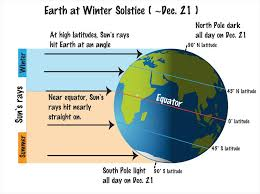 Earth at Winter Solstice ( ~Dec. 21 )
North Pole dark
all day on Dec. 21
90° N latitude
At high latitudes, Sun's rays
hit Earth at an angle
Winter
45° N latitude
Sun's rays
Near equator, Sun's
rays hit nearly
straight on.
Equator
0° latitude
45° S latitude
Summer
South Pole light
all day on Dec. 21
90° S latitude